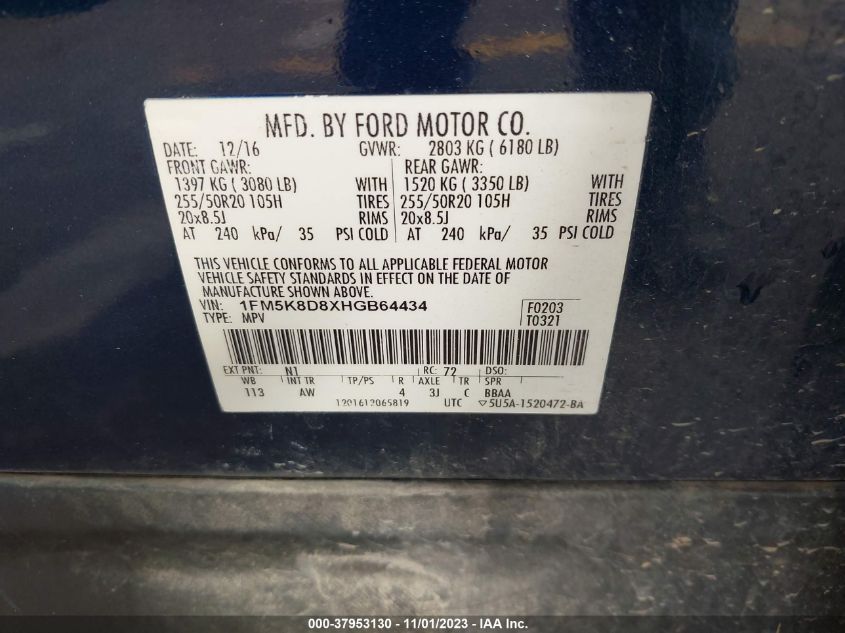 MFD. BY FORD MOTOR CO.
DATE: 12/16 GVWR: 2803 KG ( 6180 LB)
FRONT GAWR: REAR GAWR:
1397 KG ( 3080 LB) WITH 1520 KG ( 3350 LB) WITH
255/50R20 105H TIRES 255/50R20 105H TIRES
20x8.5J RIMS 20x8.5J RIMS
AT 240 kPa/ 35 PSI COLD AT 240 kPa/ 35 PSI COLD
THIS VEHICLE CONFORMS TO ALL APPLICABLE FEDERAL MOTOR
VEHICLE SAFETY STANDARDS IN EFFECT ON THE DATE OF
MANUFACTURE SHOWN ABOVE.
VIN: 1FM5K8D8XHGB64434 F0203
TYPE: MPV T0321
EXT PNT: N1 RC: 72 DSO:
WB INT TR TP/PS R AXLE TR SPR
113 AW 4 3J C BBAA
1201612065819 UTC ▽5U5A-1520472-BA
000-37953130 - 11/01/2023 - IAA Inc.